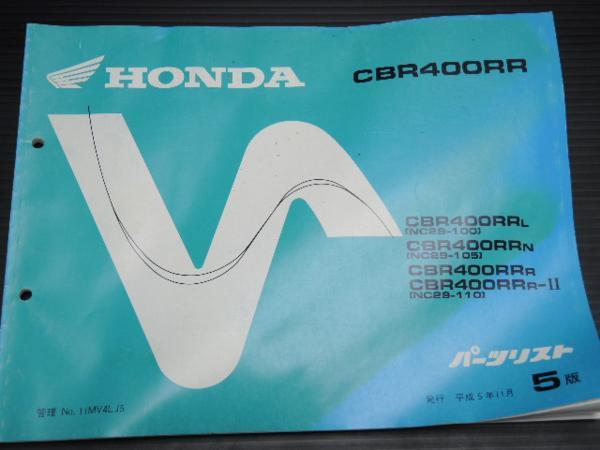 HONDA
CBR400RR
CBR400RRL
(NC29-100)
CBR400RRN
(NC29-105)
CBR400RRR
CBR400RRR-II
(NC29-110)
パーツリスト
発行 平成5年11月 5版
管理 No. 11MV4LJ5